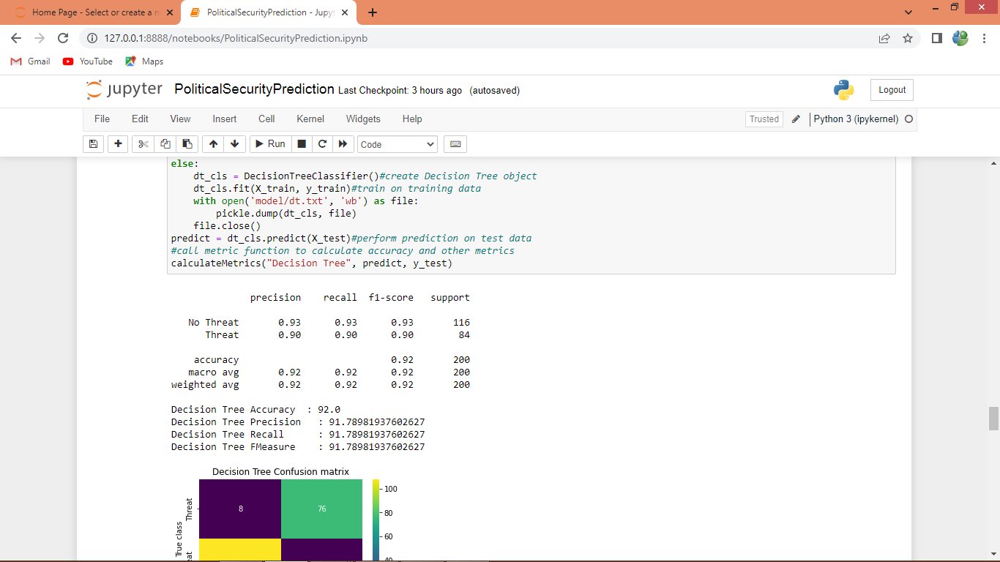 Home Page - Select or create a n
PoliticalSecurityPrediction - Jupyt
127.0.0.1:8888/notebooks/PoliticalSecurityPrediction.ipynb
Gmail YouTube Maps
jupyter PoliticalSecurityPrediction Last Checkpoint: 3 hours ago (autosaved)
Logout
File Edit View Insert Cell Kernel Widgets Help
Trusted Python 3 (ipykernel)
Run Code
else:
    dt_cls = DecisionTreeClassifier()#create Decision Tree object
    dt_cls.fit(X_train, y_train)#train on training data
    with open('model/dt.txt', 'wb') as file:
        pickle.dump(dt_cls, file)
    file.close()
predict = dt_cls.predict(X_test)#perform prediction on test data
#call metric function to calculate accuracy and other metrics
calculateMetrics("Decision Tree", predict, y_test)
precision recall f1-score support
No Threat 0.93 0.93 0.93 116
Threat 0.90 0.90 0.90 84
accuracy 0.92 200
macro avg 0.92 0.92 0.92 200
weighted avg 0.92 0.92 0.92 200
Decision Tree Accuracy : 92.0
Decision Tree Precision : 91.78981937602627
Decision Tree Recall : 91.78981937602627
Decision Tree FMeasure : 91.78981937602627
Decision Tree Confusion matrix
Threat
8 76
100
80
60
40
True class